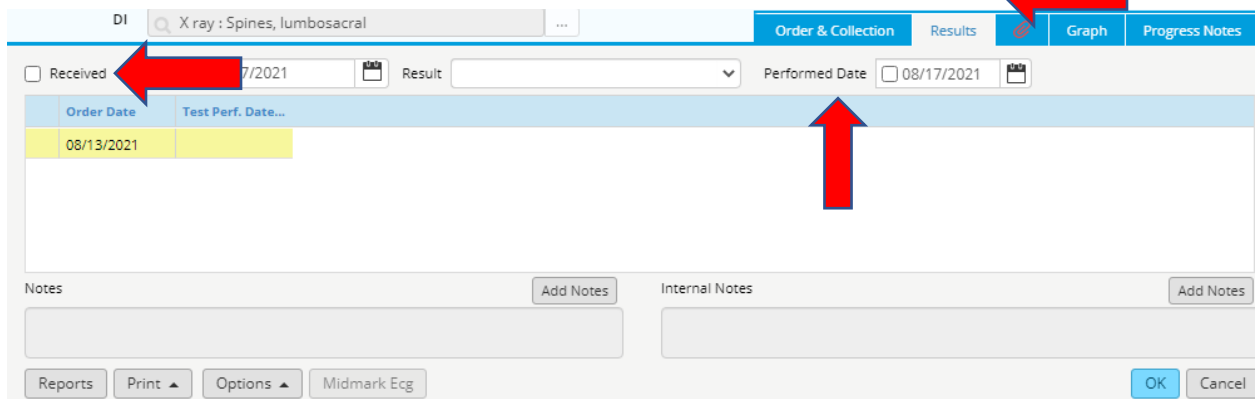 DI X ray : Spines, lumbosacral ...
Order & Collection Results Graph Progress Notes
Received 7/2021 Result Performed Date 08/17/2021
Order Date Test Perf. Date...
08/13/2021
Notes Add Notes Internal Notes Add Notes
Reports Print Options Midmark Ecg OK Cancel